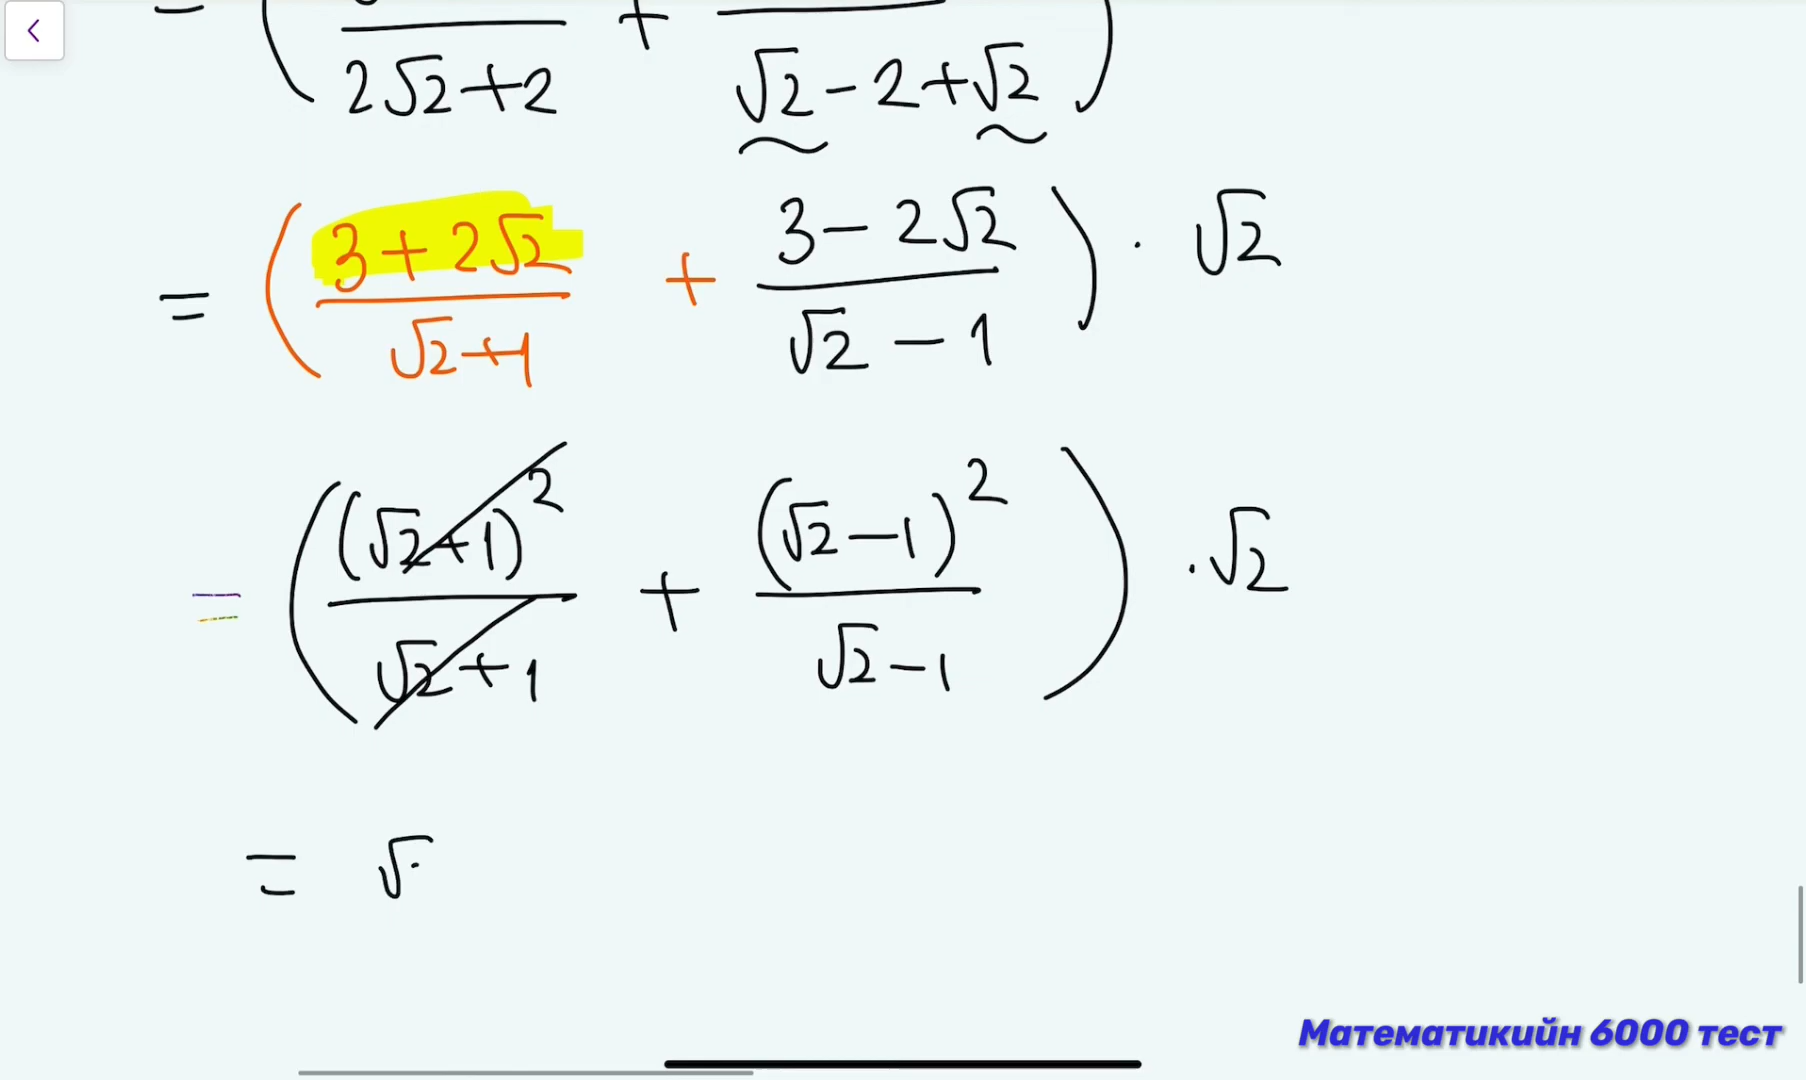 2√2+2 + √2-2+√2
= (3+2√2 / √2+1 + 3-2√2 / √2-1) · √2
= ((√2+1)² / √2+1 + (√2-1)² / √2-1) · √2
= √
Математикийн 6000 тест